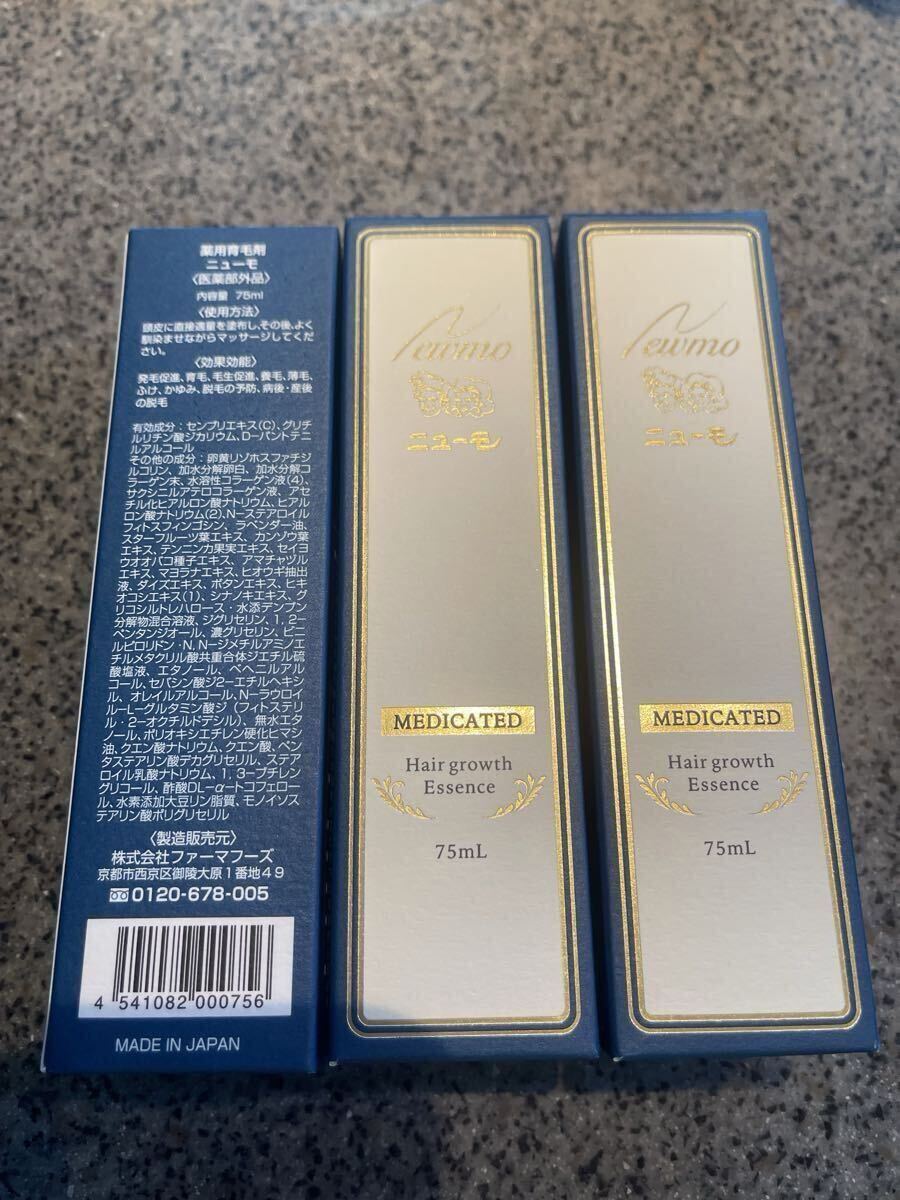 薬用育毛剤
ニューモ
〈医薬部外品〉
内容量 75ml
〈使用方法〉
頭皮に直接適量を塗布し、その後、よく
馴染ませながらマッサージしてくだ
さい。
〈効果効能〉
発毛促進、育毛、毛生促進、養毛、薄毛、
ふけ、かゆみ、脱毛の予防、病後・産後
の脱毛
有効成分：センブリエキス(C)、グリチ
ルリチン酸ジカリウム、D-パントテニ
ルアルコール
その他の成分：卵黄リゾホスファチジ
ルコリン、加水分解卵白、加水分解コ
ラーゲン末、水溶性コラーゲン液(4)、
サクシニルアテロコラーゲン液、アセ
チル化ヒアルロン酸ナトリウム、ヒアル
ロン酸ナトリウム(2)、N-ステアロイル
フィトスフィンゴシン、ラベンダー油、
スターフルーツ葉エキス、カンゾウ葉
エキス、テンニンカ果実エキス、セイヨ
ウオオバコ種子エキス、アマチャヅル
エキス、マヨラナエキス、ヒオウギ抽出
液、ダイズエキス、ボタンエキス、ヒキ
オコシエキス(1)、シナノキエキス、グ
リコシルトレハロース・水添デンプン
分解物混合溶液、ジグリセリン、1，2-
ペンタンジオール、濃グリセリン、ビニ
ルピロリドン・N，N-ジメチルアミノエ
チルメタクリル酸共重合体ジエチル硫
酸塩液、エタノール、ベヘニルアル
コール、セバシン酸ジ2-エチルヘキシ
ル、オレイルアルコール、N-ラウロイ
ル-L-グルタミン酸ジ（フィトステリ
ル・2-オクチルドデシル）、無水エタ
ノール、ポリオキシエチレン硬化ヒマシ
油、クエン酸ナトリウム、クエン酸、ペン
タステアリン酸デカグリセリル、ステア
ロイル乳酸ナトリウム、1，3-ブチレン
グリコール、酢酸DL-α-トコフェロー
ル、水素添加大豆リン脂質、モノイソス
テアリン酸ポリグリセリル
〈製造販売元〉
株式会社ファーマフーズ
京都市西京区御陵大原1番地49
0120-678-005
4 541082 000756
MADE IN JAPAN
Newmo
ニューモ
MEDICATED
Hair growth
Essence
75mL
Newmo
ニューモ
MEDICATED
Hair growth
Essence
75mL